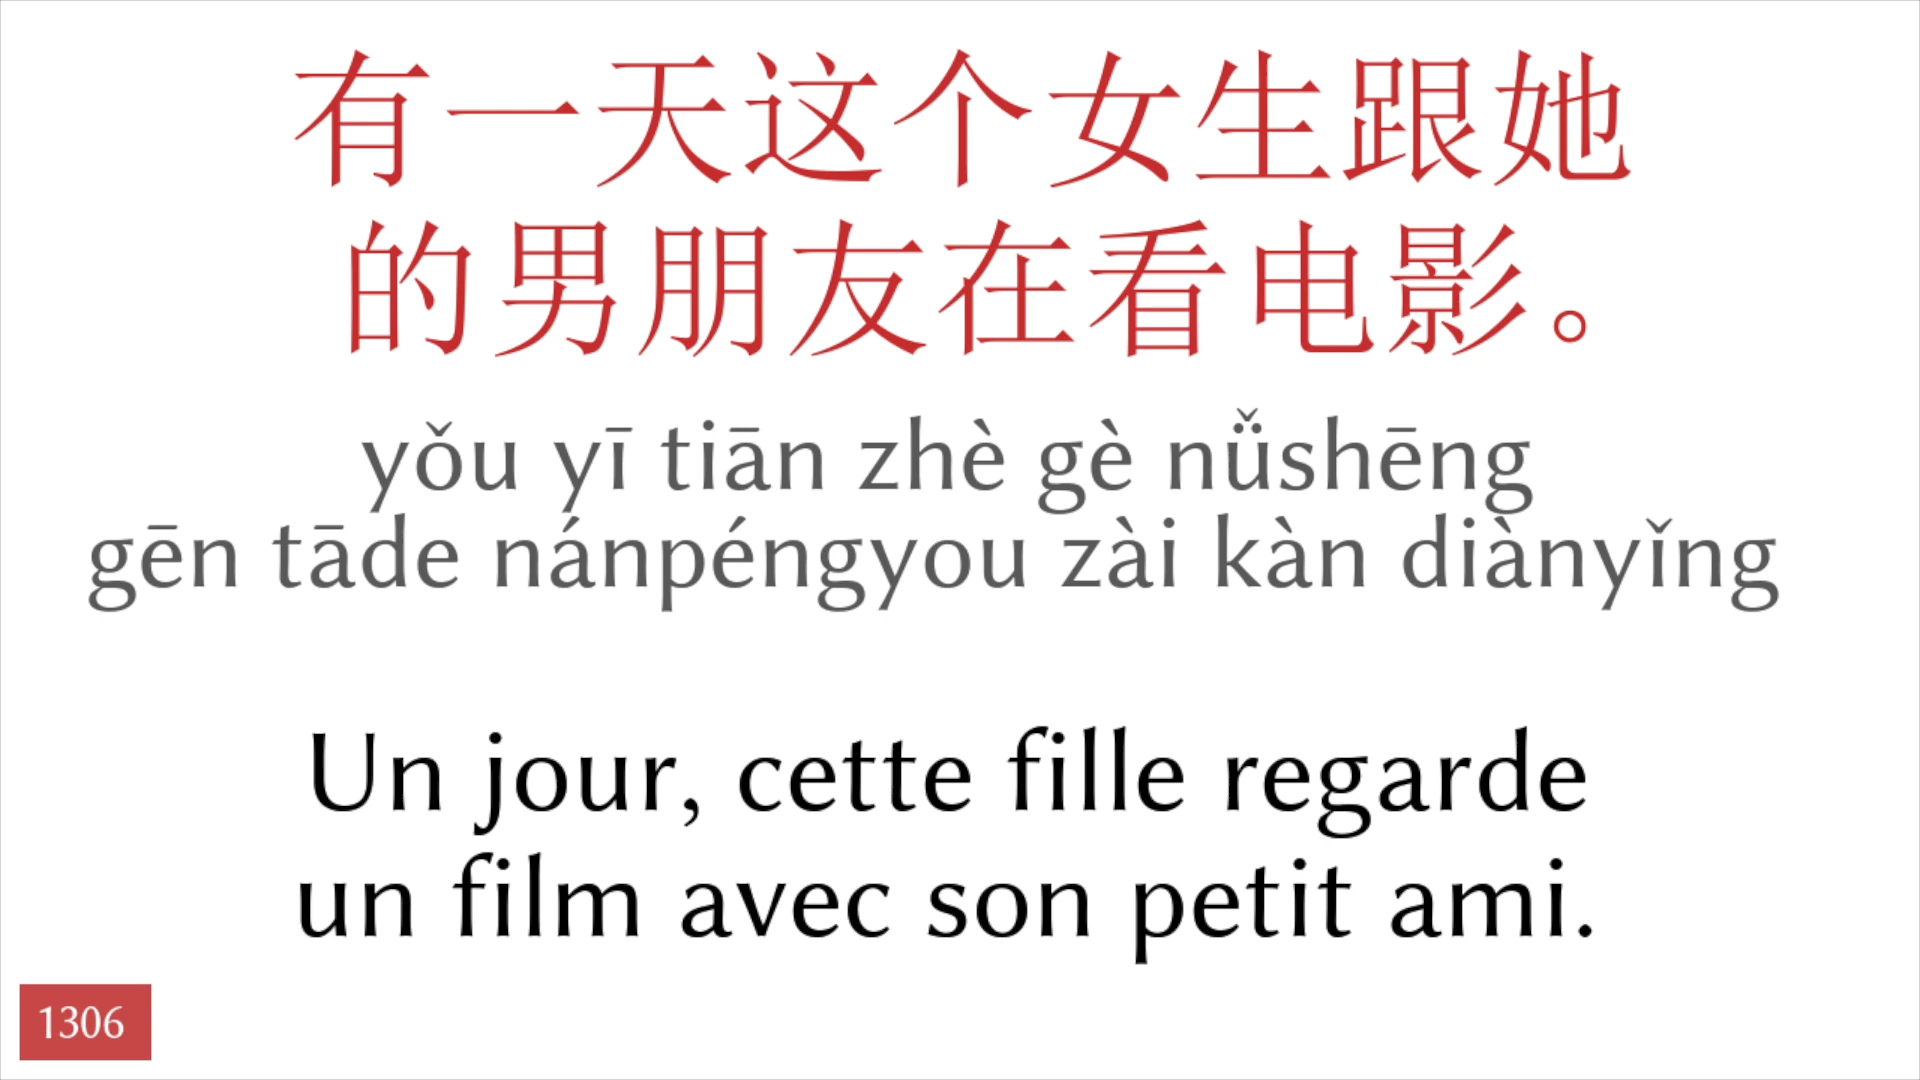 有一天这个女生跟她
的男朋友在看电影。
yǒu yī tiān zhè gè nǚshēng
gēn tāde nánpéngyou zài kàn diànyǐng
Un jour, cette fille regarde
un film avec son petit ami.
1306